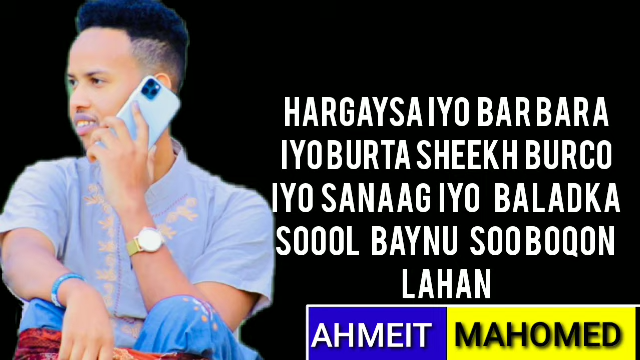 HARGAYSA IYO BAR BARA
IYO BURTA SHEEKH BURCO
IYO SANAAG IYO BALADKA
SOOOL BAYNU SOO BOQON
LAHAN
AHMEIT MAHOMED